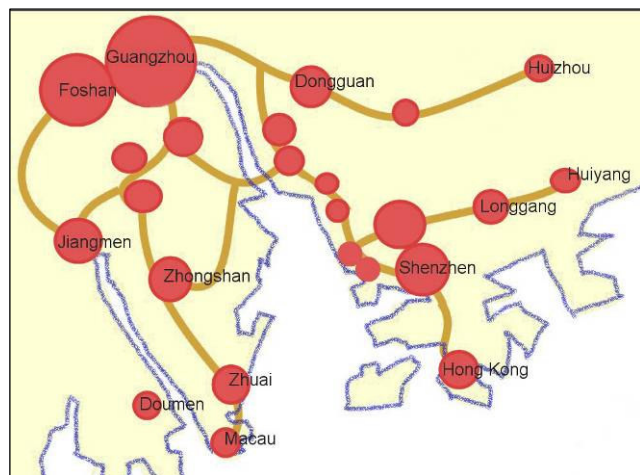 Guangzhou
Foshan
Dongguan
Huizhou
Huiyang
Longgang
Jiangmen
Zhongshan
Shenzhen
Zhuai
Hong Kong
Doumen
Macau